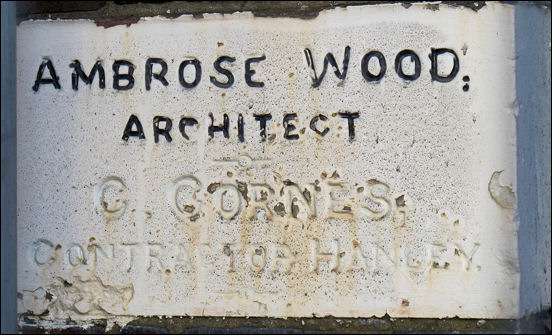 AMBROSE WOOD;
ARCHITECT
C. CORNES,
CONTRACTOR HANLEY.